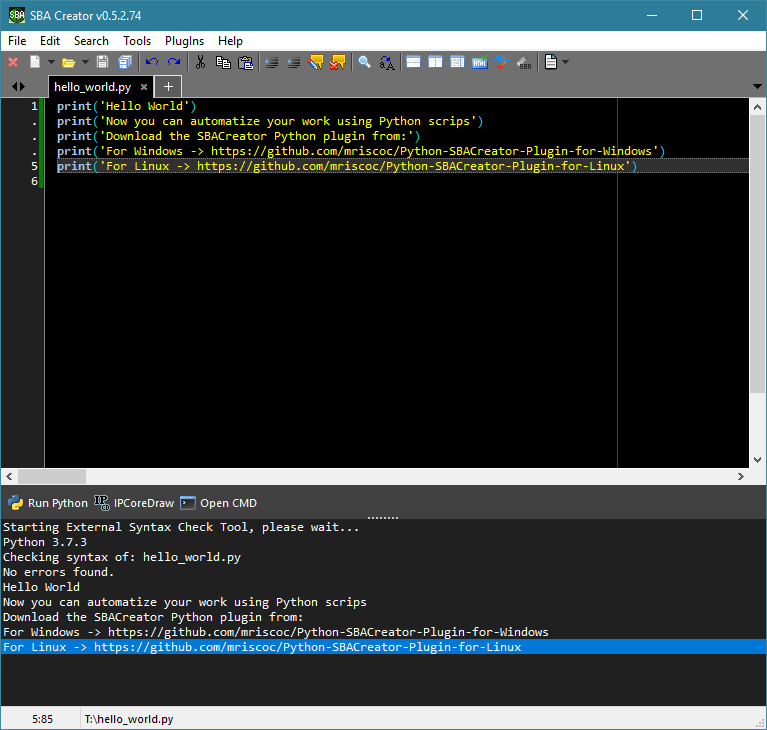 SBA Creator v0.5.2.74
File Edit Search Tools PlugIns Help
hello_world.py × +
1 print('Hello World')
. print('Now you can automatize your work using Python scrips')
. print('Download the SBACreator Python plugin from:')
. print('For Windows -> https://github.com/mriscoc/Python-SBACreator-Plugin-for-Windows')
5 print('For Linux -> https://github.com/mriscoc/Python-SBACreator-Plugin-for-Linux')
6
Run Python IP IPCoreDraw Open CMD
Starting External Syntax Check Tool, please wait...
Python 3.7.3
Checking syntax of: hello_world.py
No errors found.
Hello World
Now you can automatize your work using Python scrips
Download the SBACreator Python plugin from:
For Windows -> https://github.com/mriscoc/Python-SBACreator-Plugin-for-Windows
For Linux -> https://github.com/mriscoc/Python-SBACreator-Plugin-for-Linux
5:85 T:\hello_world.py